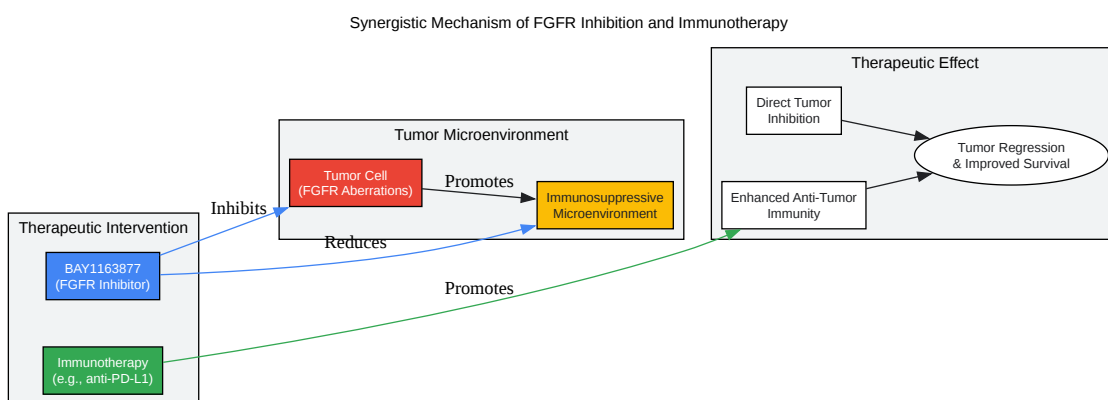 Synergistic Mechanism of FGFR Inhibition and Immunotherapy
Therapeutic Intervention
BAY1163877
(FGFR Inhibitor)
Immunotherapy
(e.g., anti-PD-L1)
Inhibits
Reduces
Promotes
Tumor Microenvironment
Tumor Cell
(FGFR Aberrations)
Promotes
Immunosuppressive
Microenvironment
Therapeutic Effect
Direct Tumor
Inhibition
Enhanced Anti-Tumor
Immunity
Tumor Regression
& Improved Survival